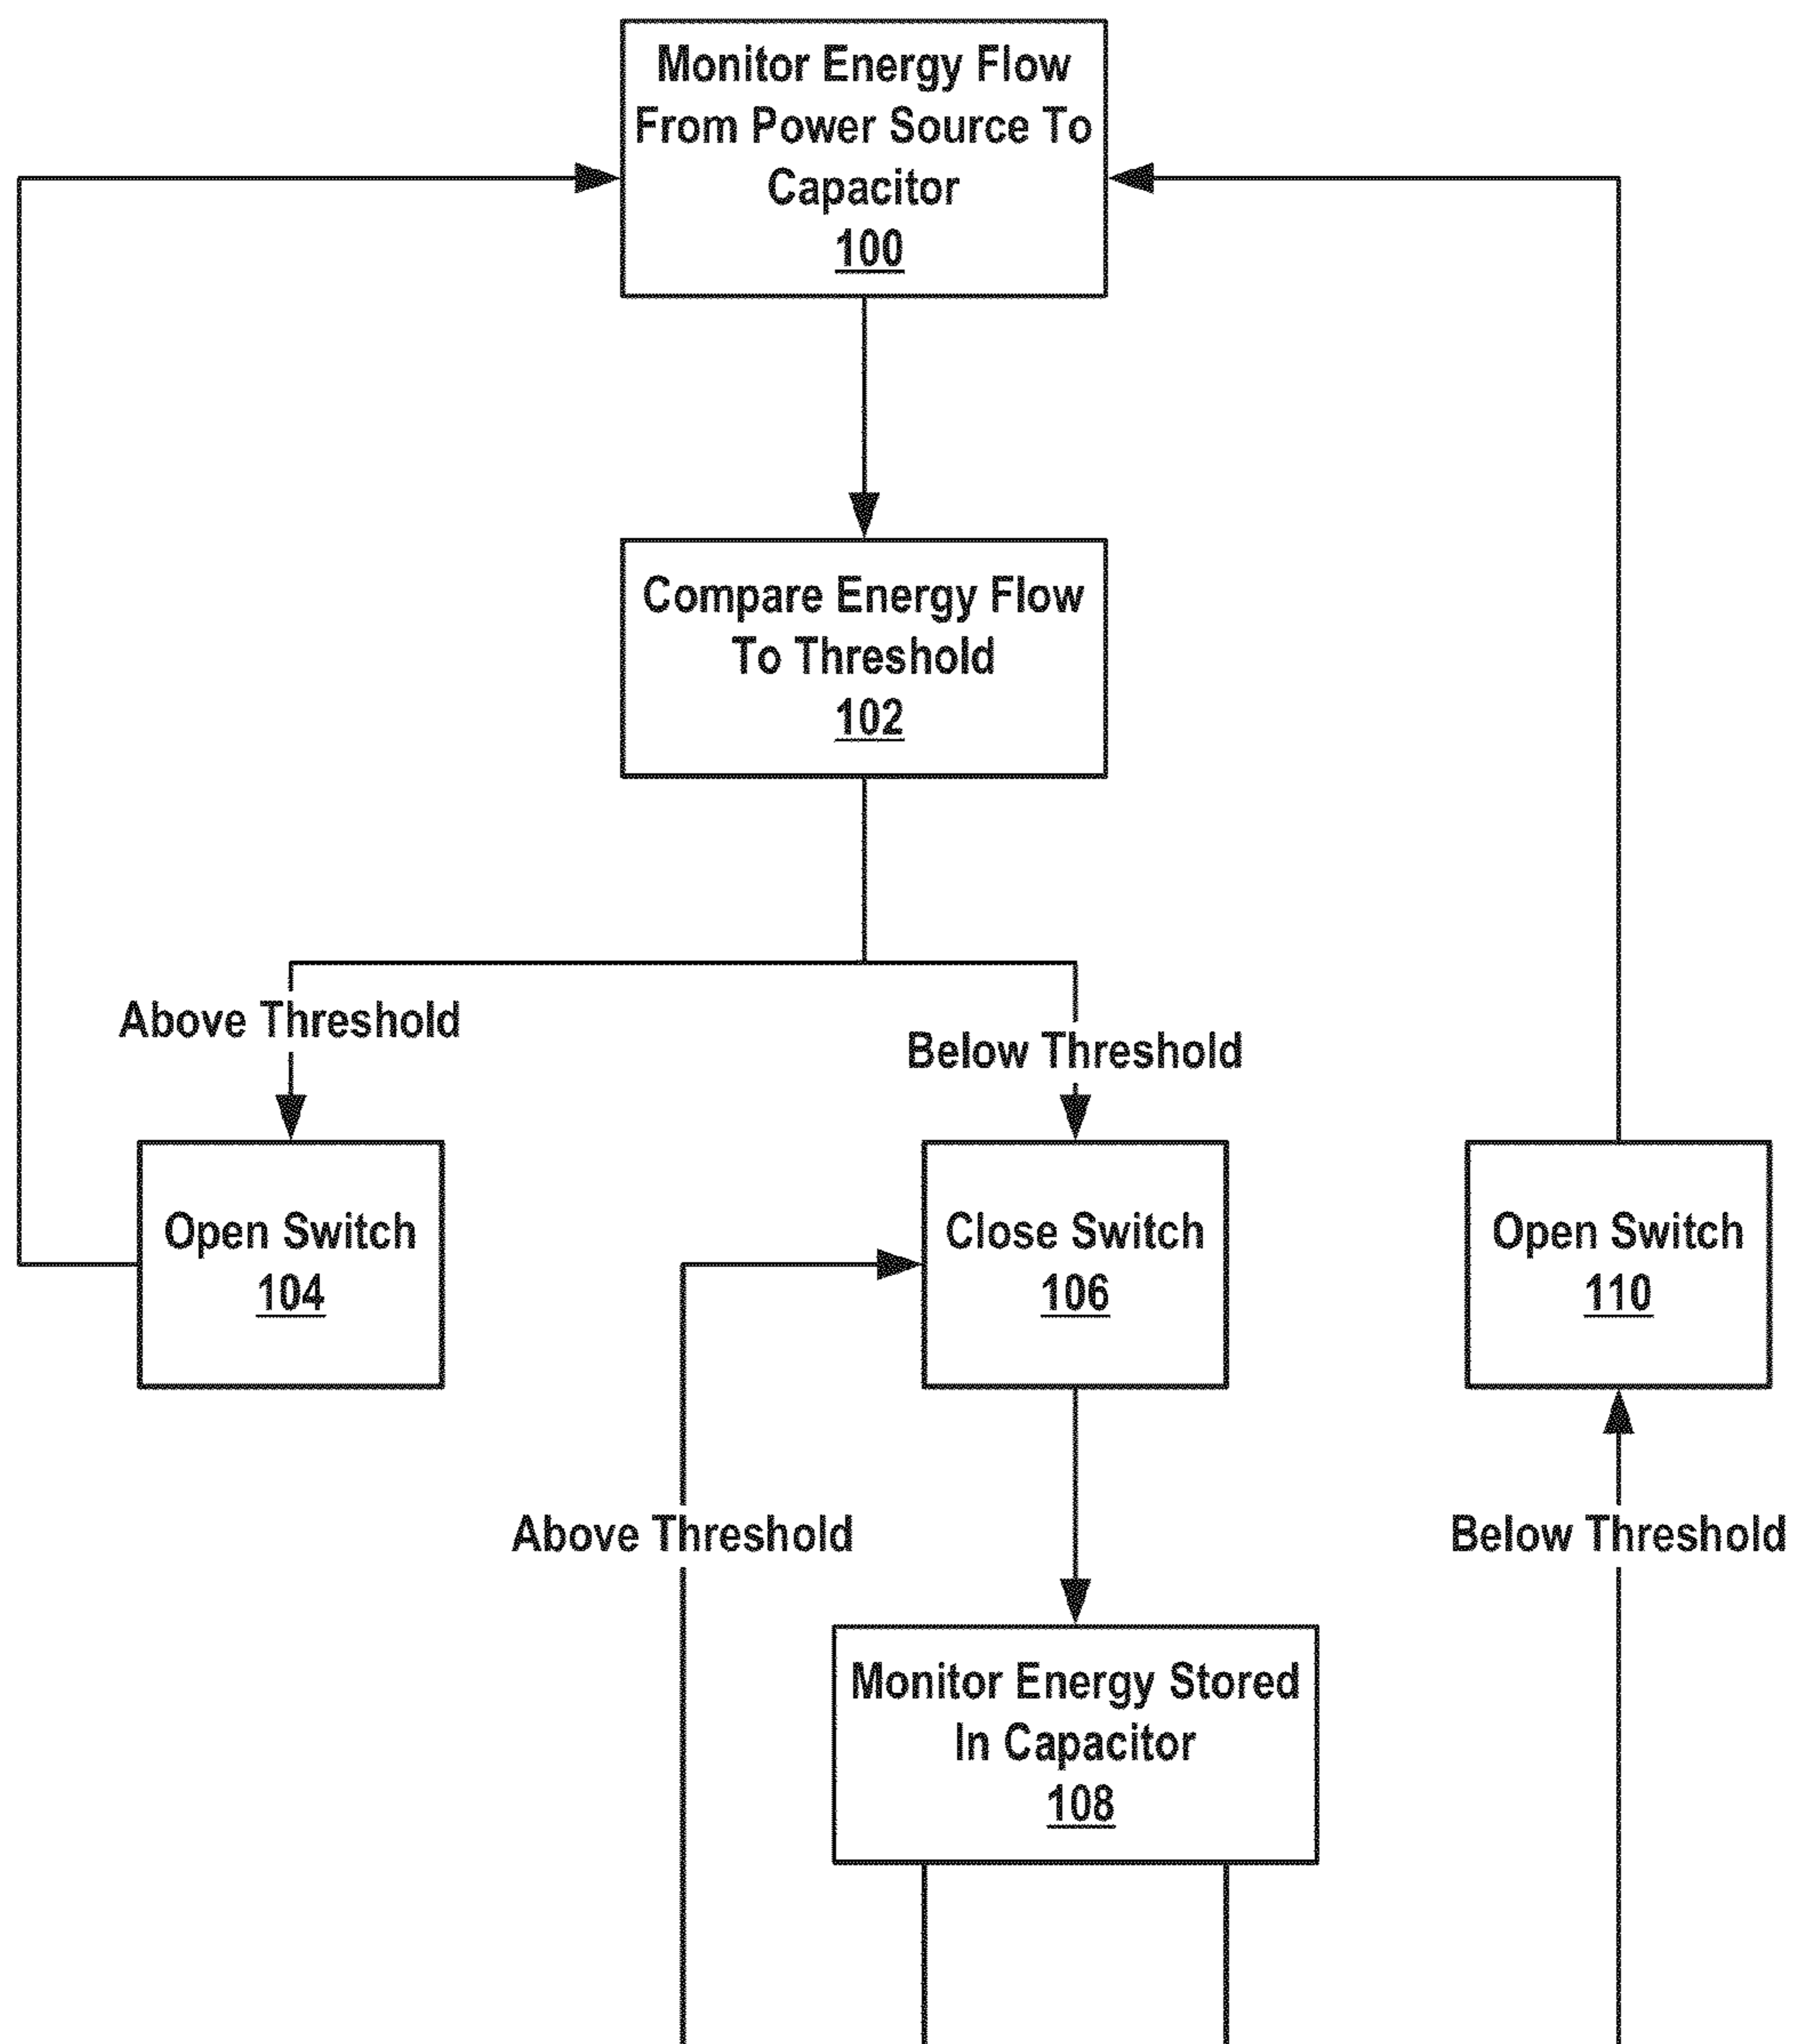 Monitor Energy Flow
From Power Source To
Capacitor
100
Compare Energy Flow
To Threshold
102
Above Threshold
Below Threshold
Open Switch
104
Close Switch
106
Open Switch
110
Above Threshold
Below Threshold
Monitor Energy Stored
In Capacitor
108